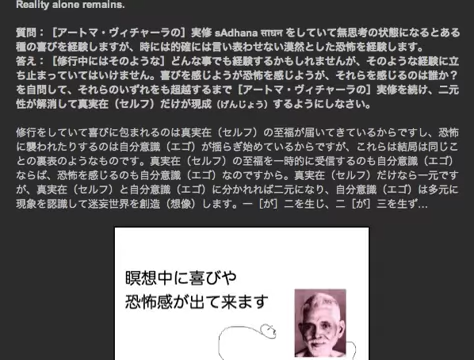 Reality alone remains.
質問：［アートマ・ヴィチャーラの］実修 sAdhana साधन をしていて無思考の状態になるとある
種の喜びを経験しますが、時には的確には言い表わせない漠然とした恐怖を経験します。
答え：［修行中にはそのような］どんな事でも経験するかもしれませんが、そのような経験に立
ち止まっていてはいけません。喜びを感じようが恐怖を感じようが、それらを感じるのは誰か？
を自問して、それらのいずれをも超越するまで［アートマ・ヴィチャーラの］実修を続け、二元
性が解消して真実在（セルフ）だけが現成（げんじょう）するようにしなさい。
修行をしていて喜びに包まれるのは真実在（セルフ）の至福が届いてきているからですし、恐怖
に襲われたりするのは自分意識（エゴ）が揺らぎ始めているからですが、これらは結局は同じこ
との裏表のようなものです。真実在（セルフ）の至福を一時的に受信するのも自分意識（エゴ）
ならば、恐怖を感じるのも自分意識（エゴ）なのですから。真実在（セルフ）だけなら一元です
が、真実在（セルフ）と自分意識（エゴ）に分かれれば二元になり、自分意識（エゴ）は多元に
現象を認識して迷妄世界を創造（想像）します。一［が］二を生じ、二［が］三を生ず…
瞑想中に喜びや
恐怖感が出て来ます